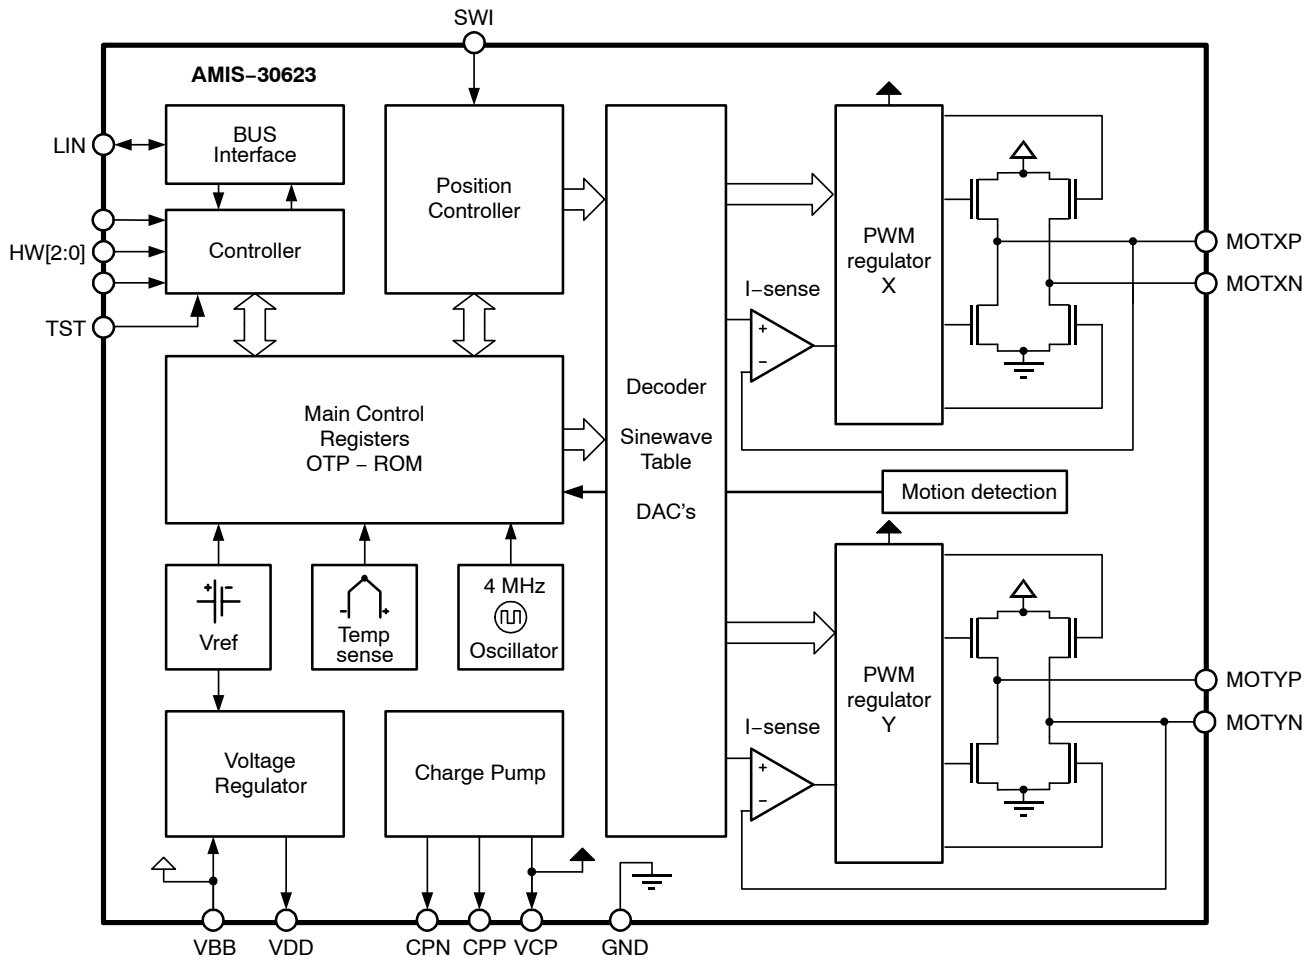 SWI
AMIS−30623
LIN
BUS
Interface
Position
Controller
HW[2:0]
Controller
TST
PWM
regulator
X
MOTXP
MOTXN
I−sense
+
−
Main Control
Registers
OTP − ROM
Decoder
Sinewave
Table
DAC's
Motion detection
+ −
Vref
− +
Temp
sense
4 MHz
Oscillator
PWM
regulator
Y
MOTYP
MOTYN
I−sense
+
−
Voltage
Regulator
Charge Pump
VBB
VDD
CPN
CPP
VCP
GND